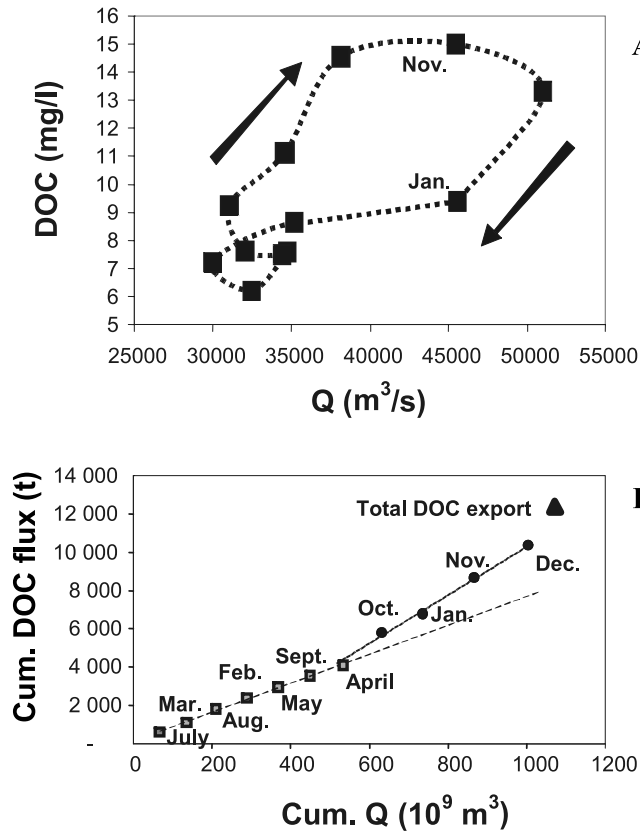 16
15
14
13
12
11
10
9
8
7
6
5
DOC (mg/l)
Nov.
Jan.
A
25000 30000 35000 40000 45000 50000 55000
Q (m³/s)
14 000
12 000
10 000
8 000
6 000
4 000
2 000
-
Cum. DOC flux (t)
Total DOC export
Nov.
Dec.
Oct.
Jan.
Sept.
April
Feb.
May
Mar.
Aug.
July
0 200 400 600 800 1000 1200
Cum. Q (10⁹ m³)